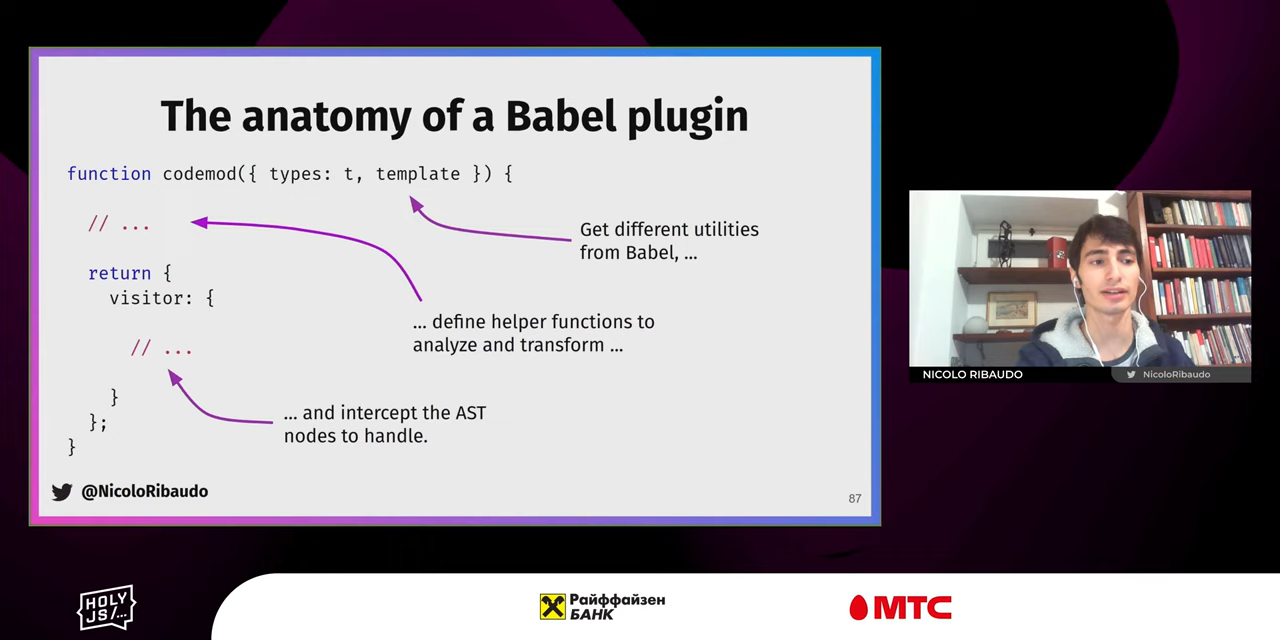 The anatomy of a Babel plugin
function codemod({ types: t, template }) {
// ...
Get different utilities
from Babel, ...
return {
visitor: {
... define helper functions to
analyze and transform ...
// ...
}
... and intercept the AST
nodes to handle.
};
}
@NicoloRibaudo
87
NICOLO RIBAUDO
NicoloRibaudo
HOLY
JS/...
Райффайзен
БАНК
МТС